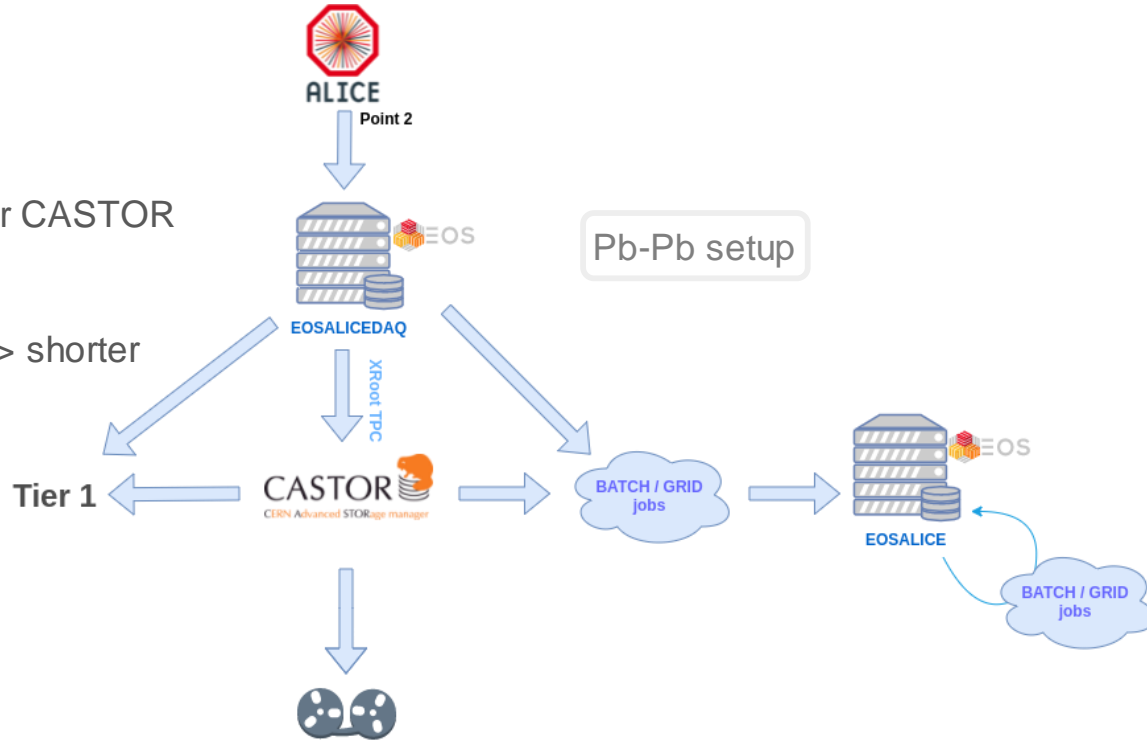 ALICE
Point 2
r CASTOR
EOS
Pb-Pb setup
EOSALICEDAQ
> shorter
XRoot TPC
EOS
Tier 1
CASTOR
CERN Advanced STORage manager
BATCH / GRID
jobs
EOSALICE
BATCH / GRID
jobs